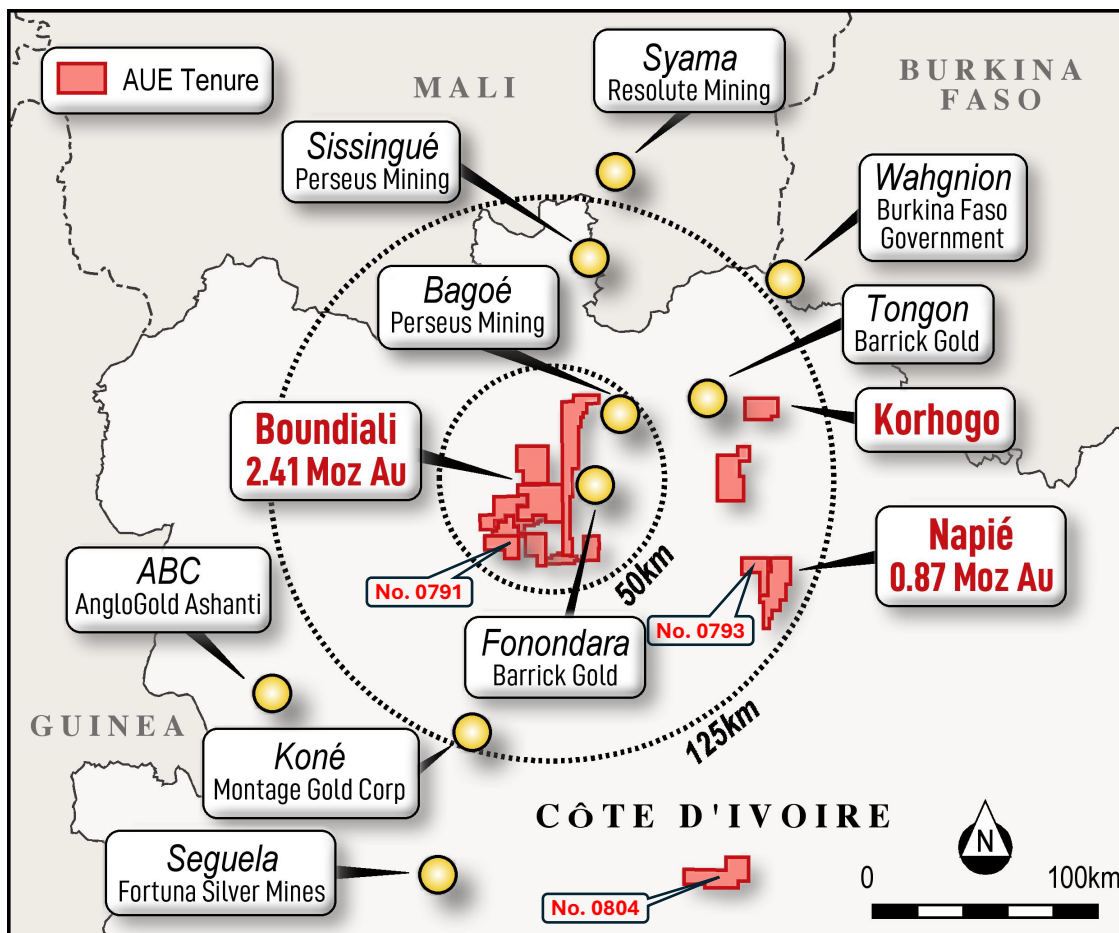 AUE Tenure
MALI
Syama
Resolute Mining
BURKINA
FASO
Sissingué
Perseus Mining
Wahgnion
Burkina Faso
Government
Bagoé
Perseus Mining
Tongon
Barrick Gold
Boundiali
2.41 Moz Au
Korhogo
Napié
0.87 Moz Au
ABC
AngloGold Ashanti
No. 0791
50km
No. 0793
Fonondara
Barrick Gold
GUINEA
125km
Koné
Montage Gold Corp
CÔTE D'IVOIRE
N
Seguela
Fortuna Silver Mines
No. 0804
0 100km